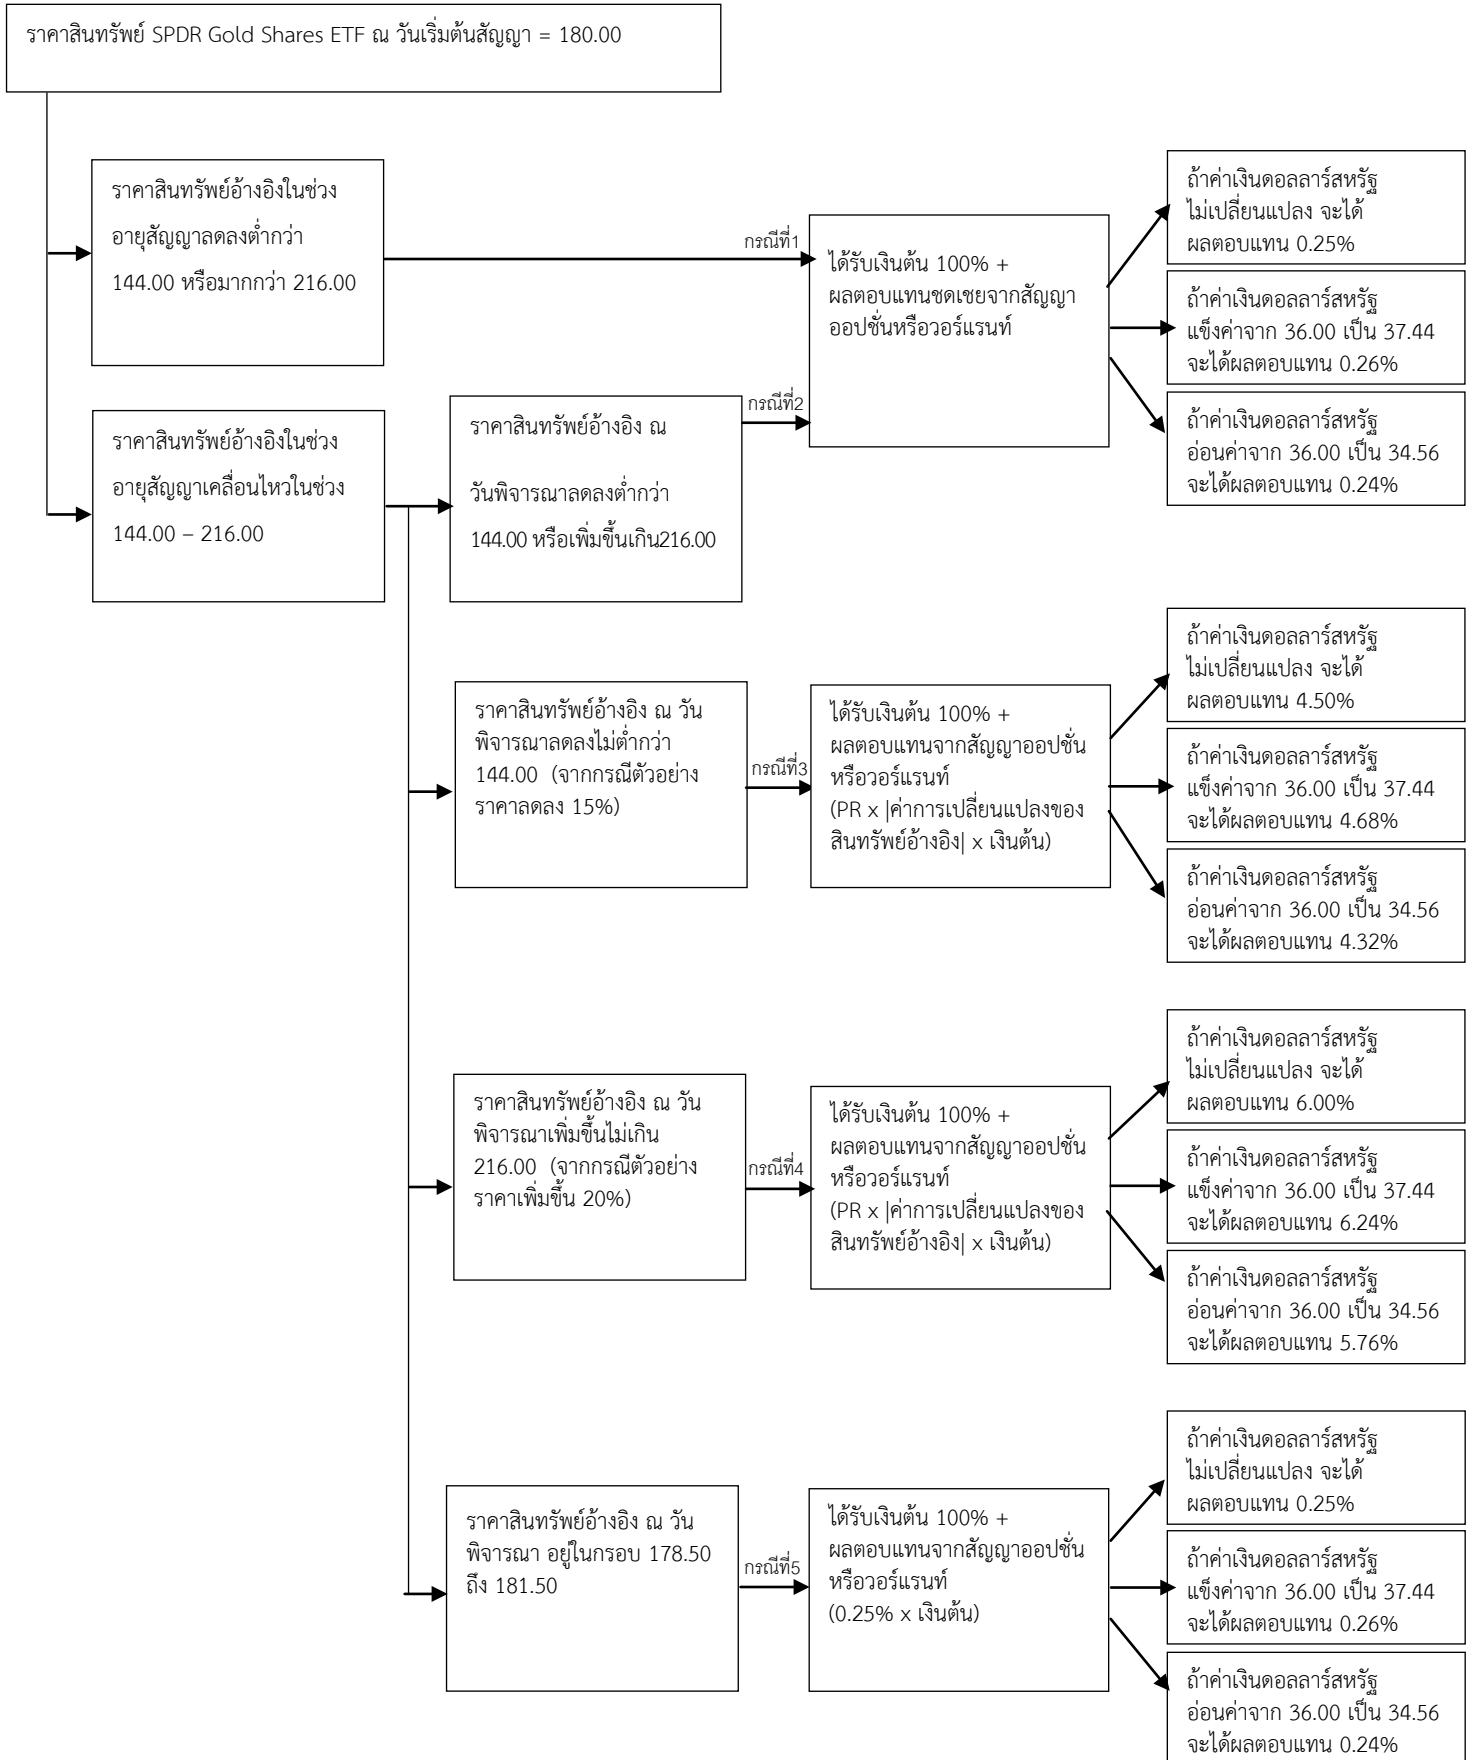 ราคาสินทรัพย์ SPDR Gold Shares ETF ณ วันเริ่มต้นสัญญา = 180.00
ราคาสินทรัพย์อ้างอิงในช่วง
อายุสัญญาลดลงต่ำกว่า
144.00 หรือมากกว่า 216.00
กรณีที่1
ได้รับเงินต้น 100% +
ผลตอบแทนชดเชยจากสัญญา
ออปชั่นหรือวอร์แรนท์
ถ้าค่าเงินดอลลาร์สหรัฐ
ไม่เปลี่ยนแปลง จะได้
ผลตอบแทน 0.25%
ถ้าค่าเงินดอลลาร์สหรัฐ
แข็งค่าจาก 36.00 เป็น 37.44
จะได้ผลตอบแทน 0.26%
ถ้าค่าเงินดอลลาร์สหรัฐ
อ่อนค่าจาก 36.00 เป็น 34.56
จะได้ผลตอบแทน 0.24%
ราคาสินทรัพย์อ้างอิงในช่วง
อายุสัญญาเคลื่อนไหวในช่วง
144.00 – 216.00
ราคาสินทรัพย์อ้างอิง ณ
วันพิจารณาลดลงต่ำกว่า
144.00 หรือเพิ่มขึ้นเกิน216.00
กรณีที่2
ราคาสินทรัพย์อ้างอิง ณ วัน
พิจารณาลดลงไม่ต่ำกว่า
144.00 (จากกรณีตัวอย่าง
ราคาลดลง 15%)
กรณีที่3
ได้รับเงินต้น 100% +
ผลตอบแทนจากสัญญาออปชั่น
หรือวอร์แรนท์
(PR x |ค่าการเปลี่ยนแปลงของ
สินทรัพย์อ้างอิง| x เงินต้น)
ถ้าค่าเงินดอลลาร์สหรัฐ
ไม่เปลี่ยนแปลง จะได้
ผลตอบแทน 4.50%
ถ้าค่าเงินดอลลาร์สหรัฐ
แข็งค่าจาก 36.00 เป็น 37.44
จะได้ผลตอบแทน 4.68%
ถ้าค่าเงินดอลลาร์สหรัฐ
อ่อนค่าจาก 36.00 เป็น 34.56
จะได้ผลตอบแทน 4.32%
ราคาสินทรัพย์อ้างอิง ณ วัน
พิจารณาเพิ่มขึ้นไม่เกิน
216.00 (จากกรณีตัวอย่าง
ราคาเพิ่มขึ้น 20%)
กรณีที่4
ได้รับเงินต้น 100% +
ผลตอบแทนจากสัญญาออปชั่น
หรือวอร์แรนท์
(PR x |ค่าการเปลี่ยนแปลงของ
สินทรัพย์อ้างอิง| x เงินต้น)
ถ้าค่าเงินดอลลาร์สหรัฐ
ไม่เปลี่ยนแปลง จะได้
ผลตอบแทน 6.00%
ถ้าค่าเงินดอลลาร์สหรัฐ
แข็งค่าจาก 36.00 เป็น 37.44
จะได้ผลตอบแทน 6.24%
ถ้าค่าเงินดอลลาร์สหรัฐ
อ่อนค่าจาก 36.00 เป็น 34.56
จะได้ผลตอบแทน 5.76%
ราคาสินทรัพย์อ้างอิง ณ วัน
พิจารณา อยู่ในกรอบ 178.50
ถึง 181.50
กรณีที่5
ได้รับเงินต้น 100% +
ผลตอบแทนจากสัญญาออปชั่น
หรือวอร์แรนท์
(0.25% x เงินต้น)
ถ้าค่าเงินดอลลาร์สหรัฐ
ไม่เปลี่ยนแปลง จะได้
ผลตอบแทน 0.25%
ถ้าค่าเงินดอลลาร์สหรัฐ
แข็งค่าจาก 36.00 เป็น 37.44
จะได้ผลตอบแทน 0.26%
ถ้าค่าเงินดอลลาร์สหรัฐ
อ่อนค่าจาก 36.00 เป็น 34.56
จะได้ผลตอบแทน 0.24%